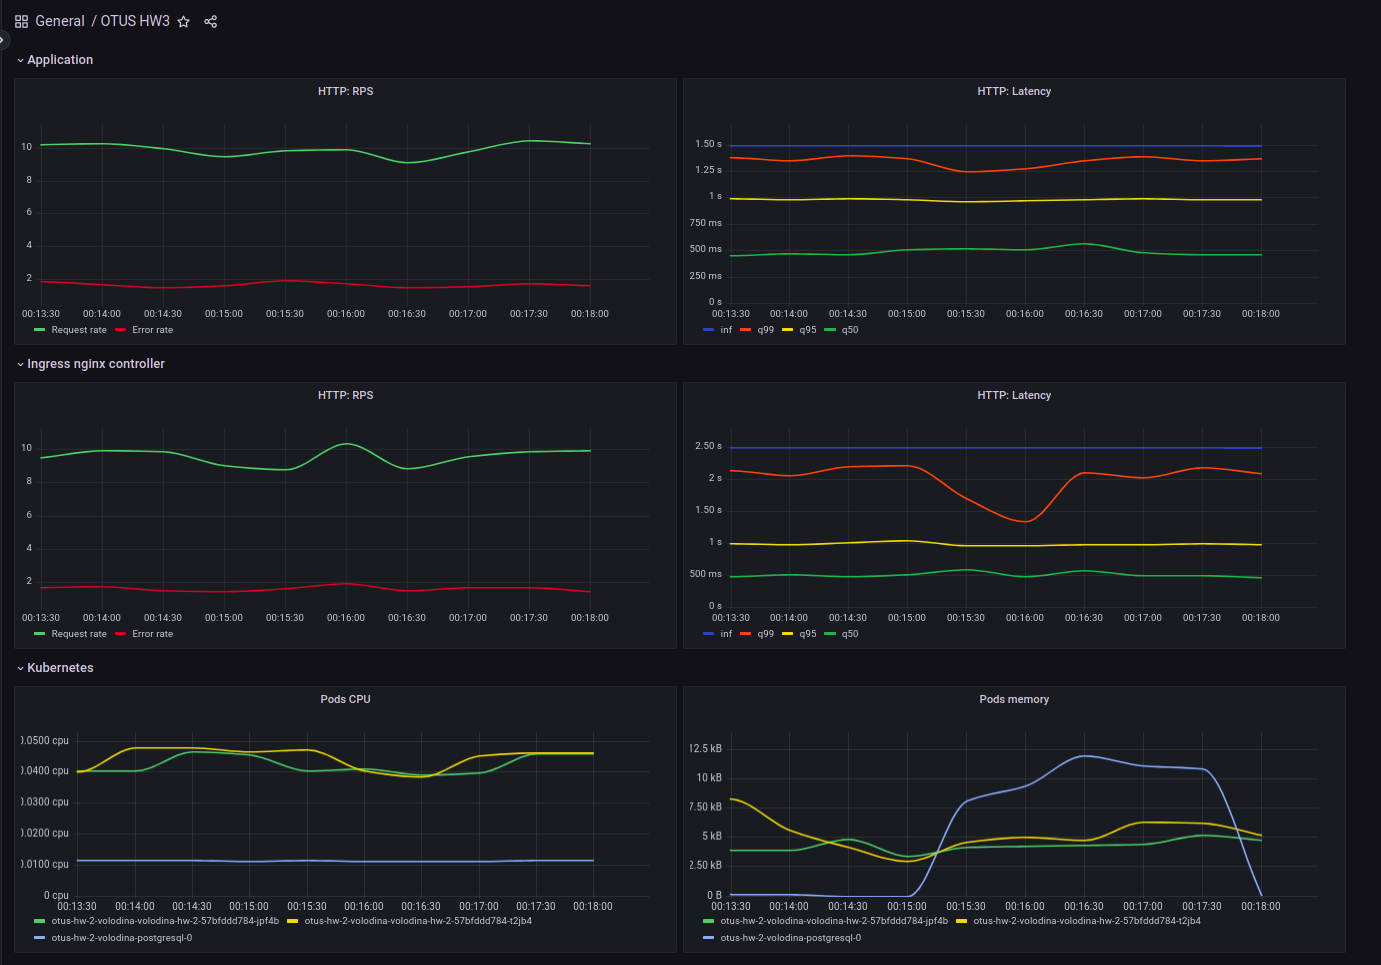 General / OTUS HW3
Application
HTTP: RPS
10
8
6
4
2
00:13:30 00:14:00 00:14:30 00:15:00 00:15:30 00:16:00 00:16:30 00:17:00 00:17:30 00:18:00
Request rate Error rate
HTTP: Latency
1.50 s
1.25 s
1 s
750 ms
500 ms
250 ms
0 s
00:13:30 00:14:00 00:14:30 00:15:00 00:15:30 00:16:00 00:16:30 00:17:00 00:17:30 00:18:00
inf q99 q95 q50
Ingress nginx controller
HTTP: RPS
10
8
6
4
2
00:13:30 00:14:00 00:14:30 00:15:00 00:15:30 00:16:00 00:16:30 00:17:00 00:17:30 00:18:00
Request rate Error rate
HTTP: Latency
2.50 s
2 s
1.50 s
1 s
500 ms
0 s
00:13:30 00:14:00 00:14:30 00:15:00 00:15:30 00:16:00 00:16:30 00:17:00 00:17:30 00:18:00
inf q99 q95 q50
Kubernetes
Pods CPU
0.0500 cpu
0.0400 cpu
0.0300 cpu
0.0200 cpu
0.0100 cpu
0 cpu
00:13:30 00:14:00 00:14:30 00:15:00 00:15:30 00:16:00 00:16:30 00:17:00 00:17:30 00:18:00
otus-hw-2-volodina-volodina-hw-2-57bfddd784-jpf4b otus-hw-2-volodina-volodina-hw-2-57bfddd784-t2jb4
otus-hw-2-volodina-postgresql-0
Pods memory
12.5 kB
10 kB
7.50 kB
5 kB
2.50 kB
0 B
00:13:30 00:14:00 00:14:30 00:15:00 00:15:30 00:16:00 00:16:30 00:17:00 00:17:30 00:18:00
otus-hw-2-volodina-volodina-hw-2-57bfddd784-jpf4b otus-hw-2-volodina-volodina-hw-2-57bfddd784-t2jb4
otus-hw-2-volodina-postgresql-0